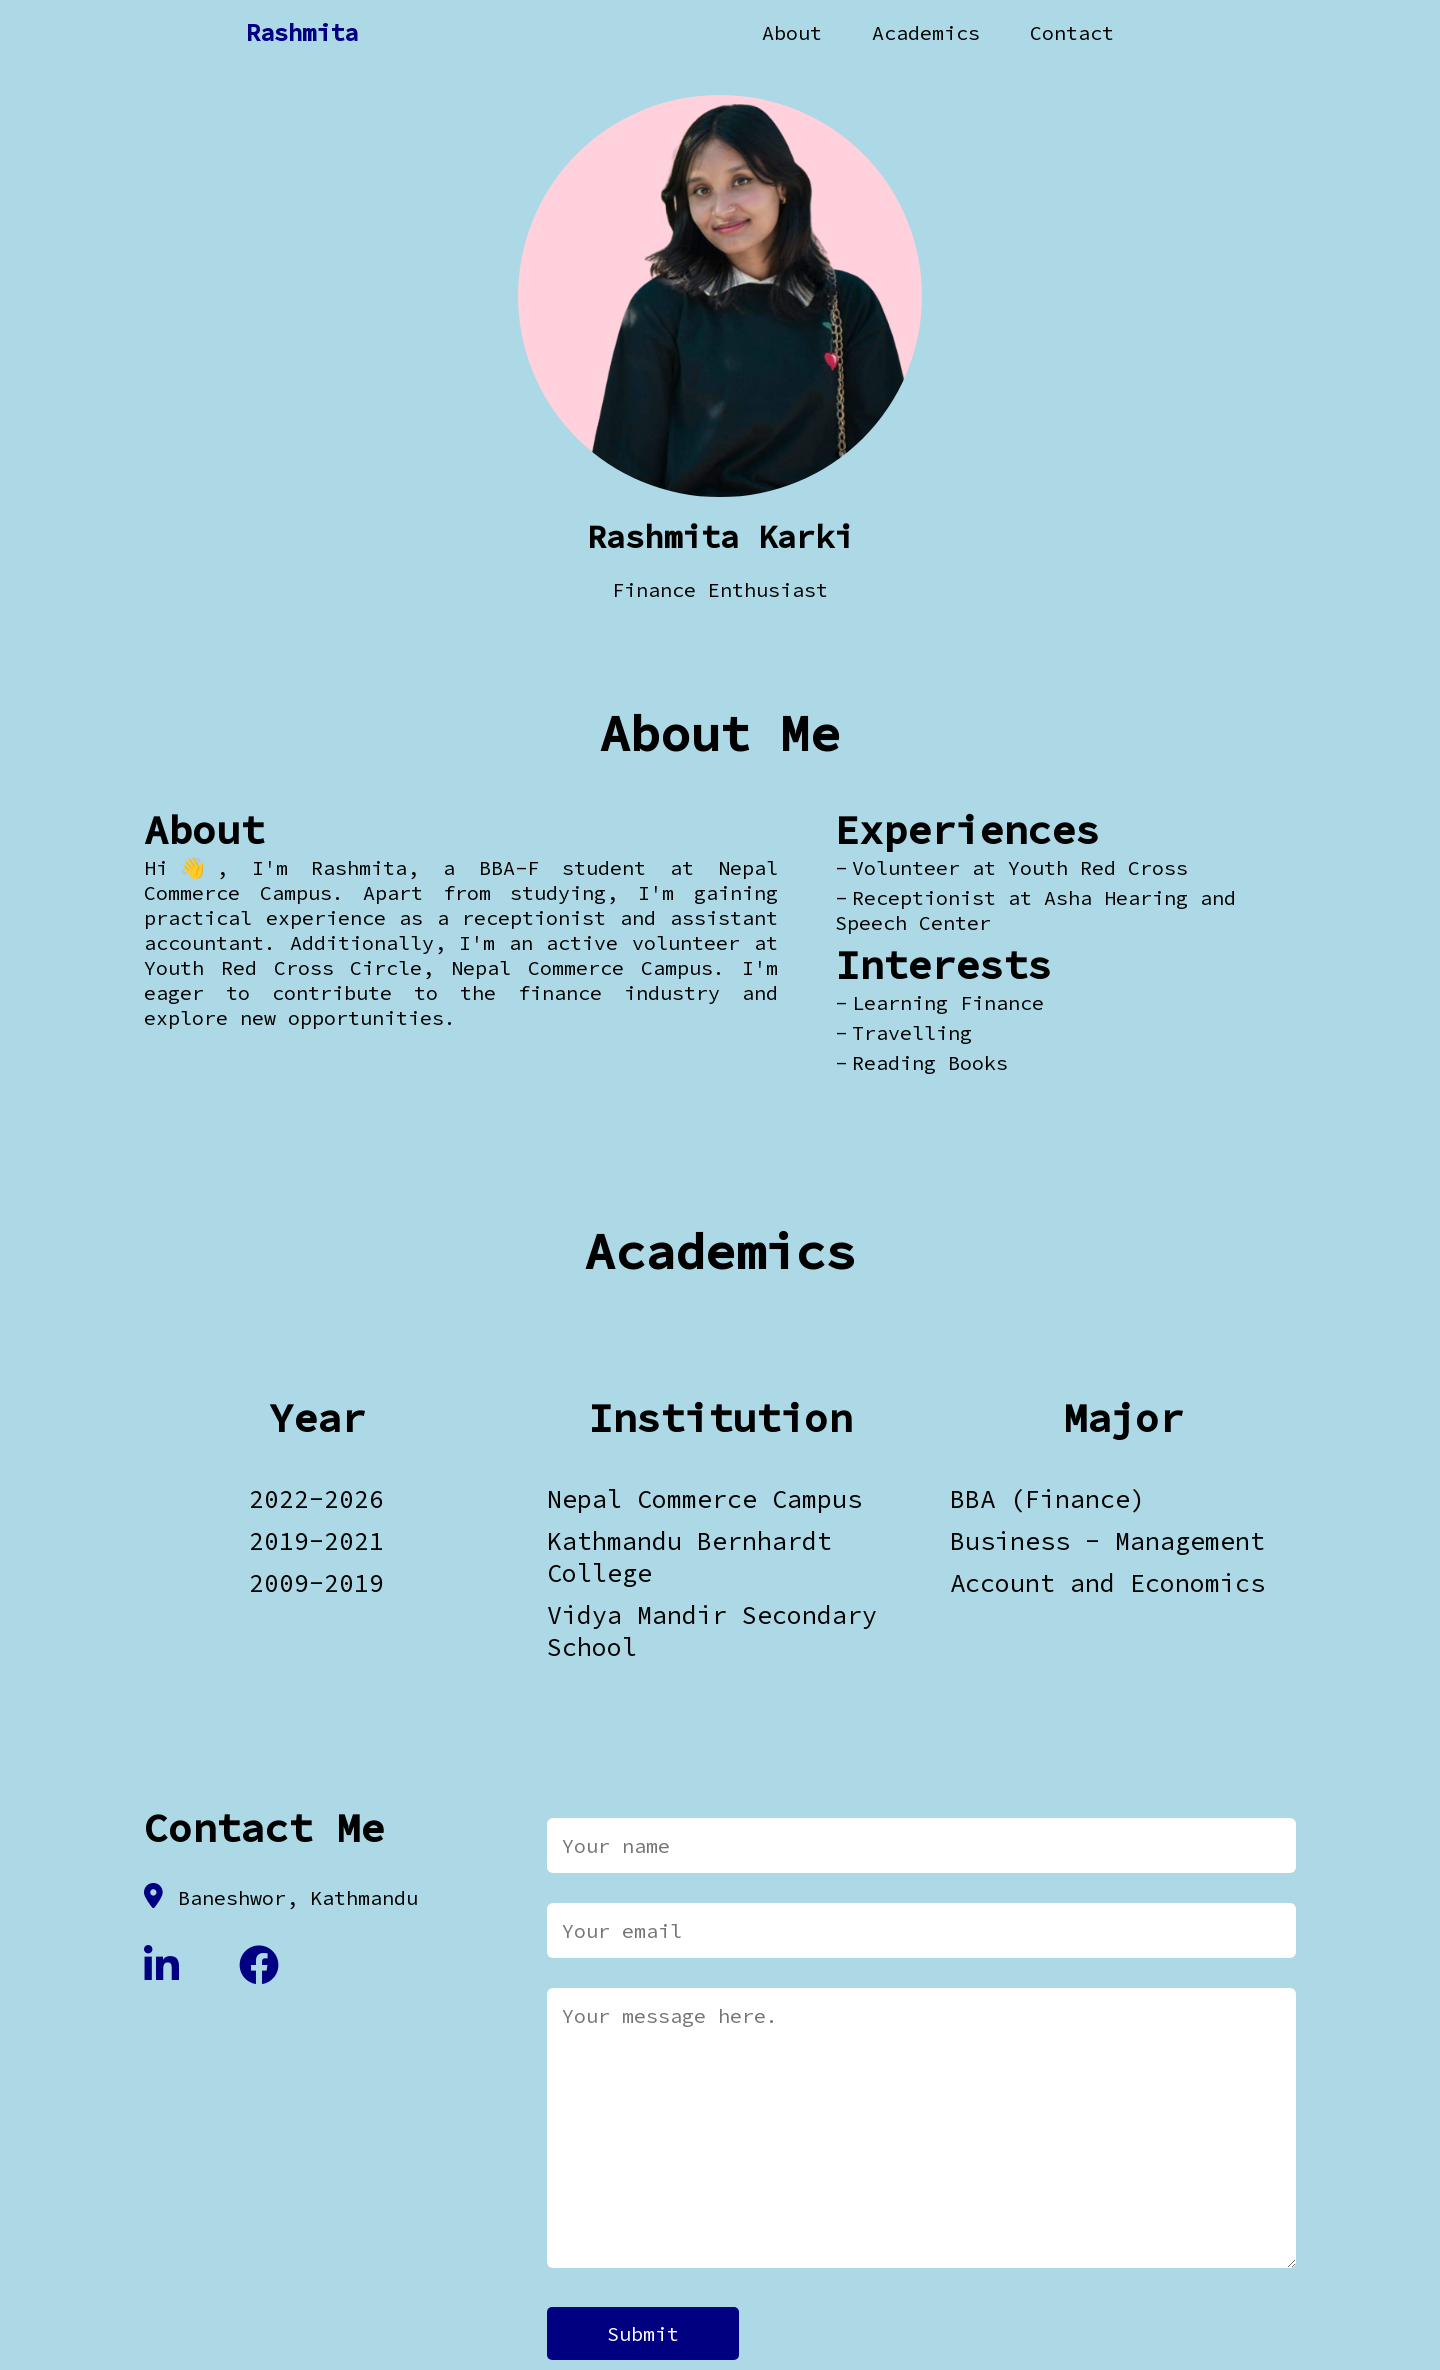 Rashmita
About Academics Contact
Rashmita Karki
Finance Enthusiast
About Me
About
Hi 👋 , I'm Rashmita, a BBA-F student at Nepal
Commerce Campus. Apart from studying, I'm gaining
practical experience as a receptionist and assistant
accountant. Additionally, I'm an active volunteer at
Youth Red Cross Circle, Nepal Commerce Campus. I'm
eager to contribute to the finance industry and
explore new opportunities.
Experiences
- Volunteer at Youth Red Cross
- Receptionist at Asha Hearing and
Speech Center
Interests
- Learning Finance
- Travelling
- Reading Books
Academics
Year
2022-2026
2019-2021
2009-2019
Institution
Nepal Commerce Campus
Kathmandu Bernhardt
College
Vidya Mandir Secondary
School
Major
BBA (Finance)
Business - Management
Account and Economics
Contact Me
Baneshwor, Kathmandu
in
Your name
Your email
Your message here.
Submit